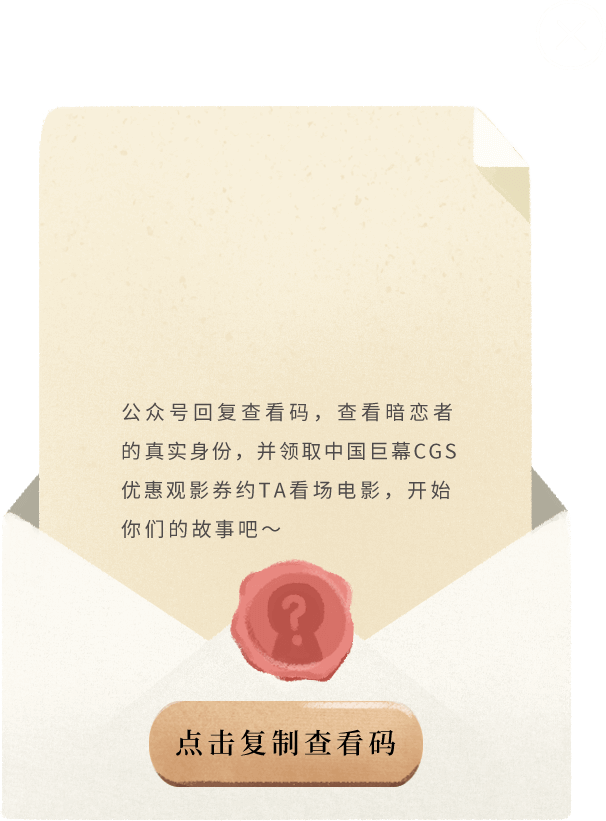 公众号回复查看码，查看暗恋者
的真实身份，并领取中国巨幕CGS
优惠观影券约TA看场电影，开始
你们的故事吧～
?
点击复制查看码